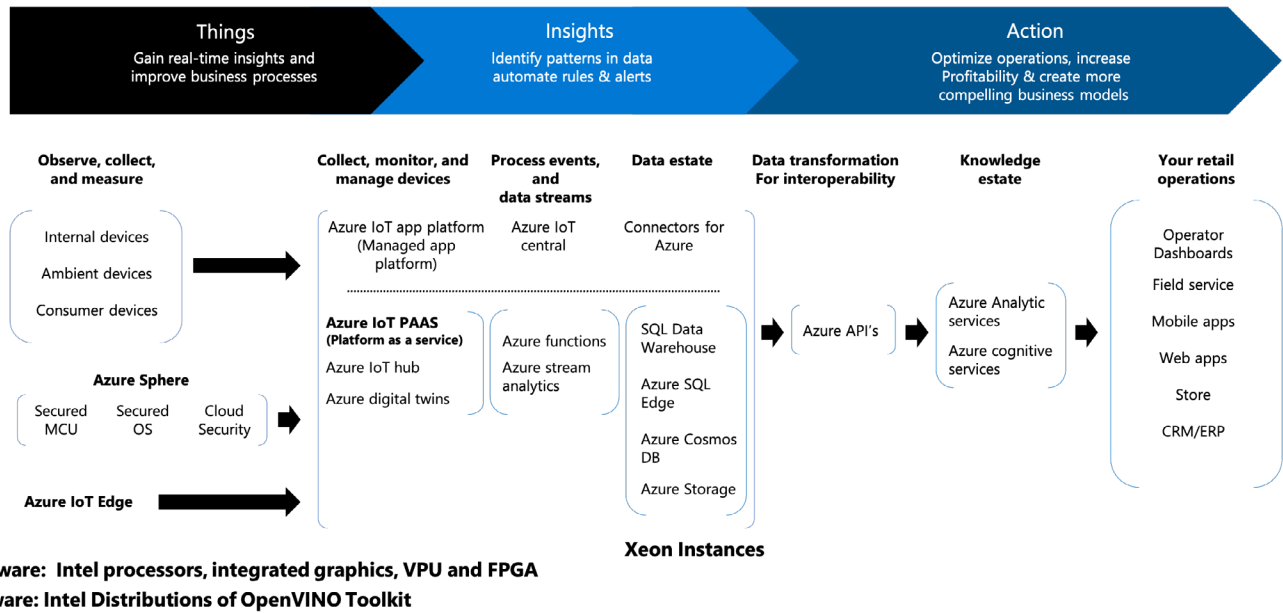 Things
Gain real-time insights and
improve business processes
Insights
Identify patterns in data
automate rules & alerts
Action
Optimize operations, increase
Profitability & create more
compelling business models
Observe, collect,
and measure
Internal devices
Ambient devices
Consumer devices
Azure Sphere
Secured
MCU
Secured
OS
Cloud
Security
Azure IoT Edge
Collect, monitor, and
manage devices
Azure IoT app platform
(Managed app
platform)
Azure IoT PAAS
(Platform as a service)
Azure IoT hub
Azure digital twins
Process events,
and
data streams
Azure IoT
central
Azure functions
Azure stream
analytics
Data estate
Connectors for
Azure
SQL Data
Warehouse
Azure SQL
Edge
Azure Cosmos
DB
Azure Storage
Data transformation
For interoperability
Azure API's
Knowledge
estate
Azure Analytic
services
Azure cognitive
services
Your retail
operations
Operator
Dashboards
Field service
Mobile apps
Web apps
Store
CRM/ERP
Xeon Instances
ware: Intel processors, integrated graphics, VPU and FPGA
ware: Intel Distributions of OpenVINO Toolkit